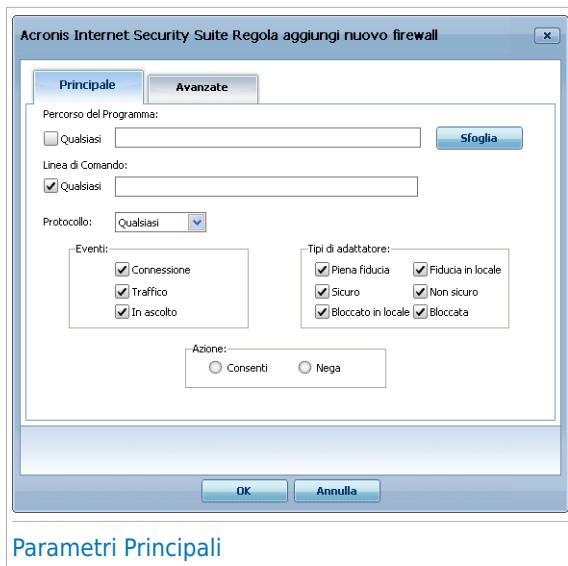 Acronis Internet Security Suite Regola aggiungi nuovo firewall
Principale Avanzate
Percorso del Programma:
Qualsiasi Sfoglia
Linea di Comando:
Qualsiasi
Protocollo: Qualsiasi
Eventi: Tipi di adattatore:
Connessione Piena fiducia Fiducia in locale
Traffico Sicuro Non sicuro
In ascolto Bloccato in locale Bloccata
Azione:
Consenti Nega
OK Annulla
Parametri Principali